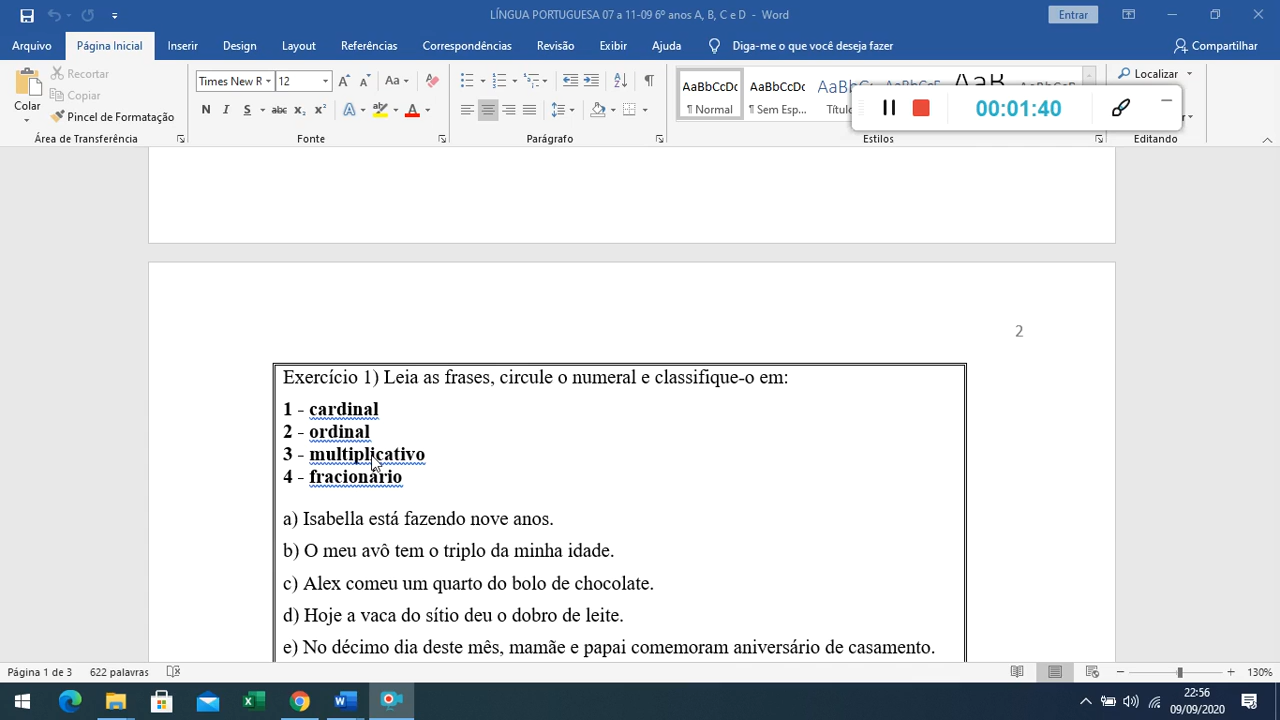 LÍNGUA PORTUGUESA 07 a 11-09 6º anos A, B, C e D - Word
Entrar
Arquivo Página Inicial Inserir Design Layout Referências Correspondências Revisão Exibir Ajuda Diga-me o que você deseja fazer Compartilhar
Colar
Recortar
Copiar
Pincel de Formatação
Área de Transferência
Times New R 12
N I S abc x₂ x² A A
Aa
Fonte
Parágrafo
AaBbCcDc
¶ Normal
AaBbCcDc
¶ Sem Esp...
AaB
Estilos
Localizar
Editando
00:01:40
2
Exercício 1) Leia as frases, circule o numeral e classifique-o em:
1 - cardinal
2 - ordinal
3 - multiplicativo
4 - fracionário
a) Isabella está fazendo nove anos.
b) O meu avô tem o triplo da minha idade.
c) Alex comeu um quarto do bolo de chocolate.
d) Hoje a vaca do sítio deu o dobro de leite.
e) No décimo dia deste mês, mamãe e papai comemoram aniversário de casamento.
Página 1 de 3 622 palavras 130%
22:56
09/09/2020